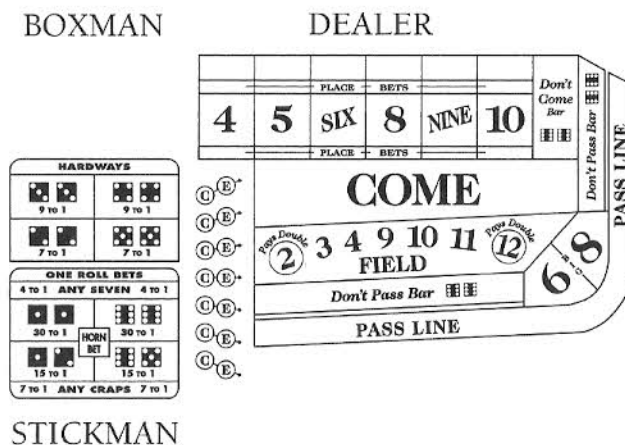 BOXMAN
DEALER
PLACE BETS
4 5 SIX 8 NINE 10
PLACE BETS
Don't
Come
Bar
Don't Pass Bar
PASS LINE
COME
Pays Double
2
3 4 9 10 11
Pays Double
12
FIELD
6 8
BIG
Don't Pass Bar
PASS LINE
C E
C E
C E
C E
C E
C E
C E
HARDWAYS
9 TO 1 9 TO 1
7 TO 1 7 TO 1
ONE ROLL BETS
4 TO 1 ANY SEVEN 4 TO 1
30 TO 1 30 TO 1
HORN
BET
15 TO 1 15 TO 1
7 TO 1 ANY CRAPS 7 TO 1
STICKMAN